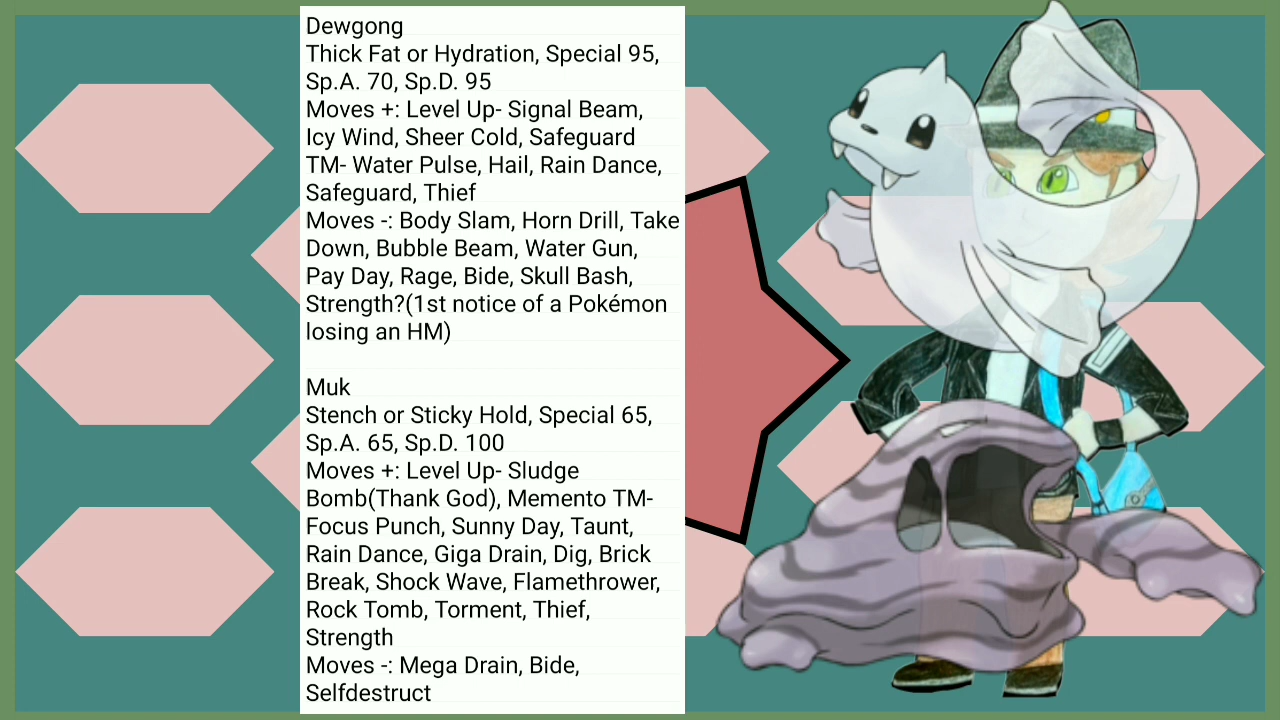 Dewgong
Thick Fat or Hydration, Special 95,
Sp.A. 70, Sp.D. 95
Moves +: Level Up- Signal Beam,
Icy Wind, Sheer Cold, Safeguard
TM- Water Pulse, Hail, Rain Dance,
Safeguard, Thief
Moves -: Body Slam, Horn Drill, Take
Down, Bubble Beam, Water Gun,
Pay Day, Rage, Bide, Skull Bash,
Strength?(1st notice of a Pokémon
losing an HM)
Muk
Stench or Sticky Hold, Special 65,
Sp.A. 65, Sp.D. 100
Moves +: Level Up- Sludge
Bomb(Thank God), Memento TM-
Focus Punch, Sunny Day, Taunt,
Rain Dance, Giga Drain, Dig, Brick
Break, Shock Wave, Flamethrower,
Rock Tomb, Torment, Thief,
Strength
Moves -: Mega Drain, Bide,
Selfdestruct